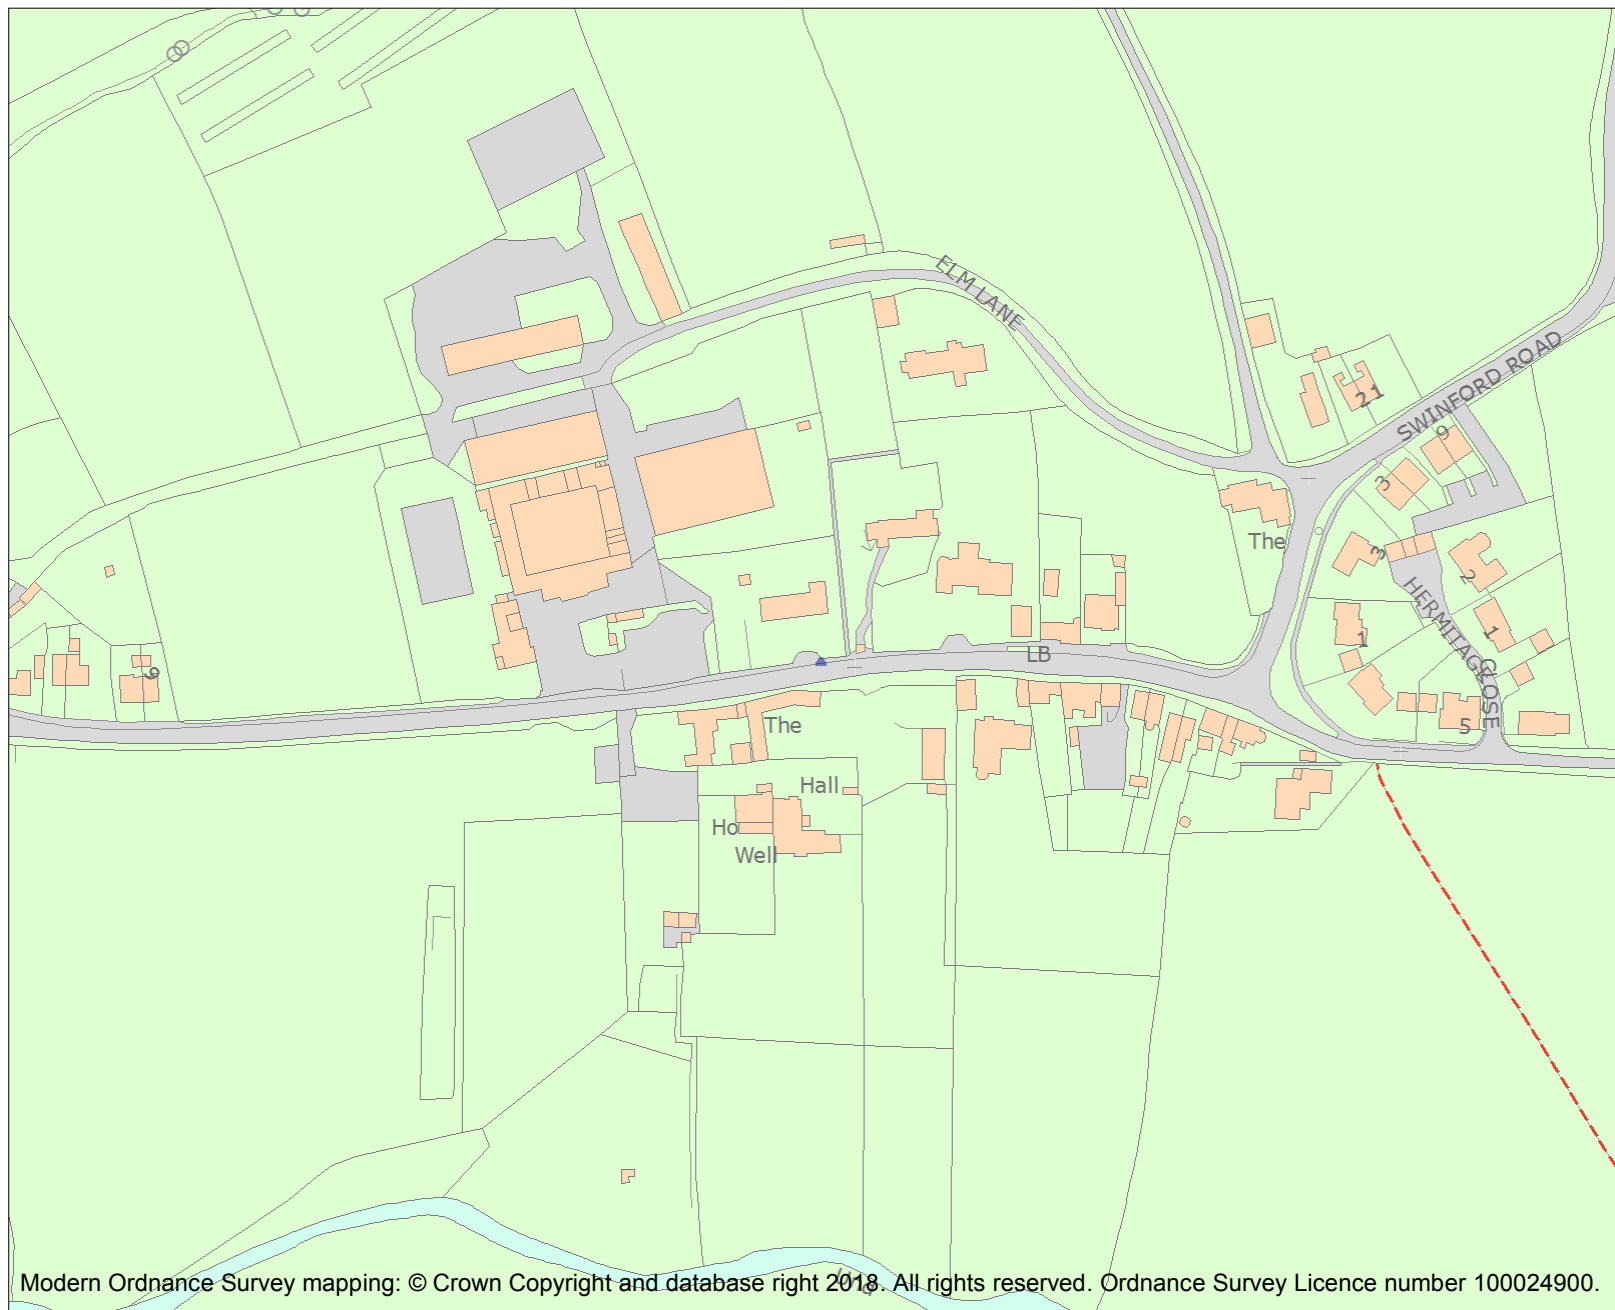 ELM LANE
SWINFORD ROAD
21
9
3
The
3
2
HERMITAGE CLOSE
1
1
LB
9
The
5
Hall
Ho
Well
Modern Ordnance Survey mapping: © Crown Copyright and database right 2018. All rights reserved. Ordnance Survey Licence number 100024900.